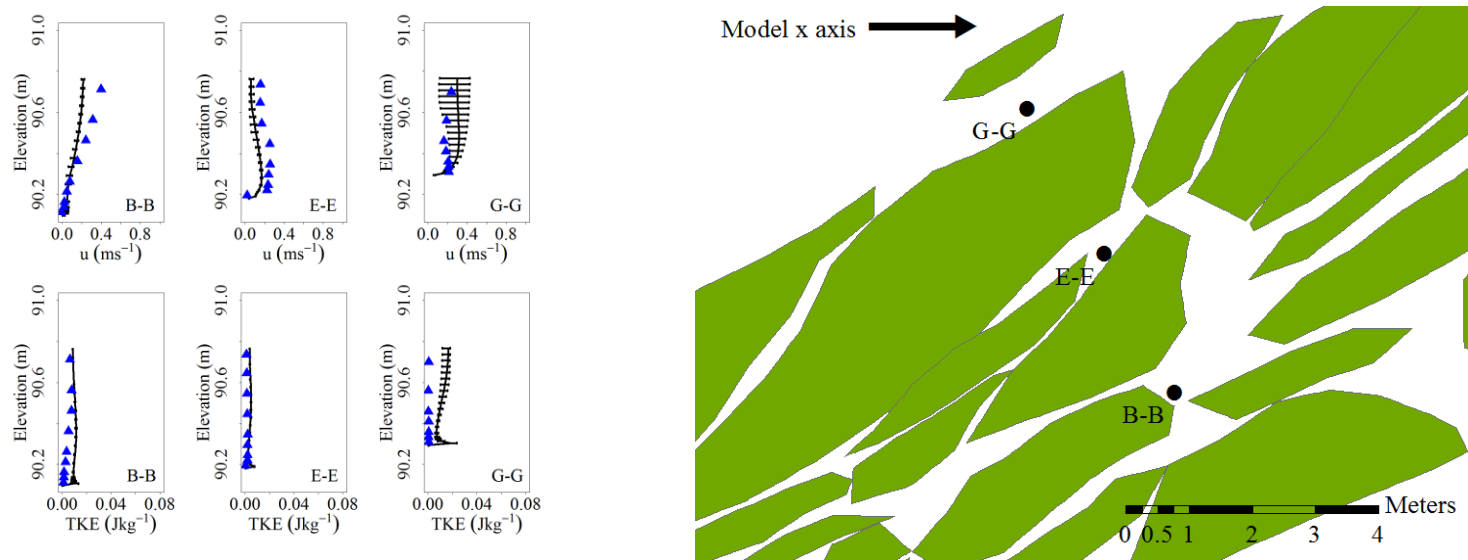 91.0
90.6
90.2
Elevation (m)
B-B
0.0 0.4 0.8
u (ms⁻¹)
91.0
90.6
90.2
Elevation (m)
E-E
0.0 0.4 0.8
u (ms⁻¹)
91.0
90.6
90.2
Elevation (m)
G-G
0.0 0.4 0.8
u (ms⁻¹)
91.0
90.6
90.2
Elevation (m)
B-B
0.00 0.04 0.08
TKE (Jkg⁻¹)
91.0
90.6
90.2
Elevation (m)
E-E
0.00 0.04 0.08
TKE (Jkg⁻¹)
91.0
90.6
90.2
Elevation (m)
G-G
0.00 0.04 0.08
TKE (Jkg⁻¹)
Model x axis
G-G
E-E
B-B
Meters
0 0.5 1 2 3 4